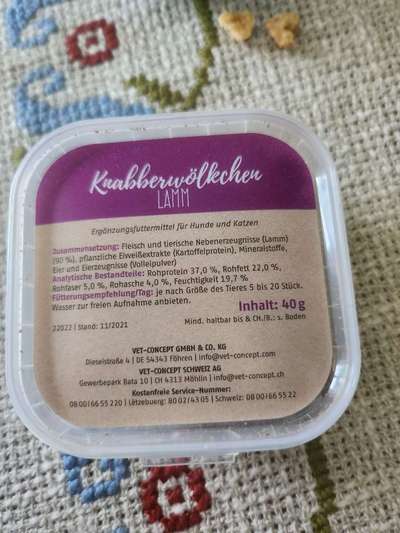 Knabberwölkchen
LAMM
Ergänzungsfuttermittel für Hunde und Katzen
Zusammensetzung: Fleisch und tierische Nebenerzeugnisse (Lamm)
(90 %), pflanzliche Eiweißextrakte (Kartoffelprotein), Mineralstoffe,
Eier und Eierzeugnisse (Volleipulver)
Analytische Bestandteile: Rohprotein 37,0 %, Rohfett 22,0 %,
Rohfaser 5,0 %, Rohasche 4,0 %, Feuchtigkeit 19,7 %
Fütterungsempfehlung/Tag: je nach Größe des Tieres 5 bis 20 Stück.
Wasser zur freien Aufnahme anbieten.
Inhalt: 40 g
22022 | Stand: 11/2021
Mind. haltbar bis & CH./B.: s. Boden
VET-CONCEPT GMBH & CO. KG
Dieselstraße 4 | DE 54343 Föhren | info@vet-concept.com
VET-CONCEPT SCHWEIZ AG
Gewerbepark Bata 10 | CH 4313 Möhlin | info@vet-concept.ch
Kostenfreie Service-Nummer:
08 00/66 55 220 | Lëtzebuerg: 80 02/43 05 | Schweiz: 08 00/66 55 22